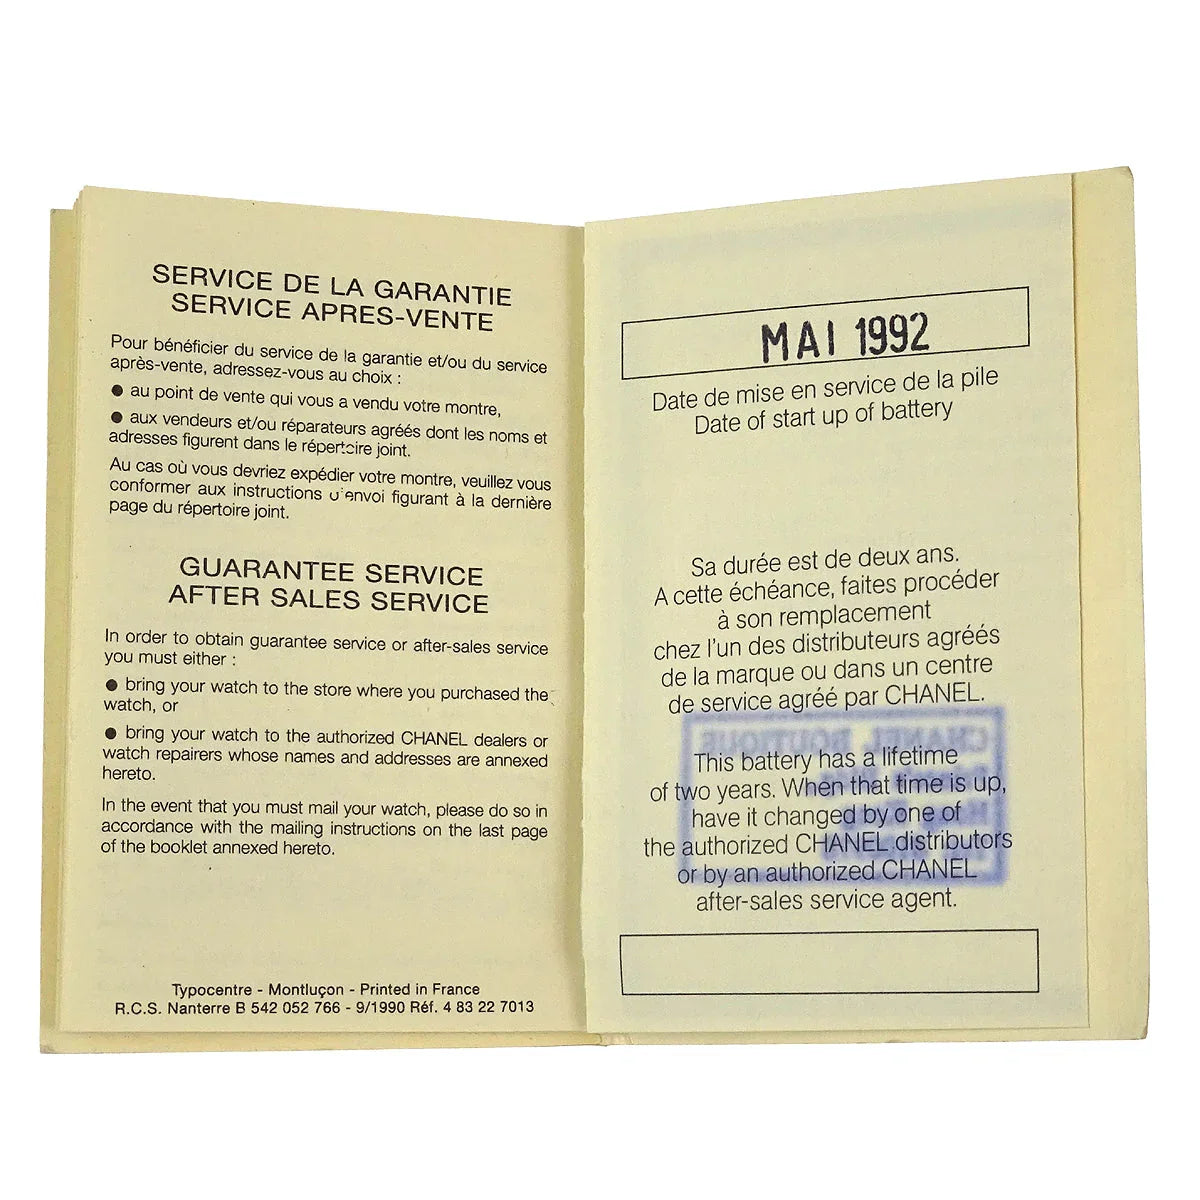 SERVICE DE LA GARANTIE
SERVICE APRES-VENTE
Pour bénéficier du service de la garantie et/ou du service
après-vente, adressez-vous au choix :
● au point de vente qui vous a vendu votre montre,
● aux vendeurs et/ou réparateurs agréés dont les noms et
adresses figurent dans le répertoire joint.
Au cas où vous devriez expédier votre montre, veuillez vous
conformer aux instructions d'envoi figurant à la dernière
page du répertoire joint.
GUARANTEE SERVICE
AFTER SALES SERVICE
In order to obtain guarantee service or after-sales service
you must either :
● bring your watch to the store where you purchased the
watch, or
● bring your watch to the authorized CHANEL dealers or
watch repairers whose names and addresses are annexed
hereto.
In the event that you must mail your watch, please do so in
accordance with the mailing instructions on the last page
of the booklet annexed hereto.
Typocentre - Montluçon - Printed in France
R.C.S. Nanterre B 542 052 766 - 9/1990 Réf. 4 83 22 7013
MAI 1992
Date de mise en service de la pile
Date of start up of battery
Sa durée est de deux ans.
A cette échéance, faites procéder
à son remplacement
chez l'un des distributeurs agréés
de la marque ou dans un centre
de service agréé par CHANEL.
CHANEL BOUTIQUE
This battery has a lifetime
of two years. When that time is up,
have it changed by one of
the authorized CHANEL distributors
or by an authorized CHANEL
after-sales service agent.